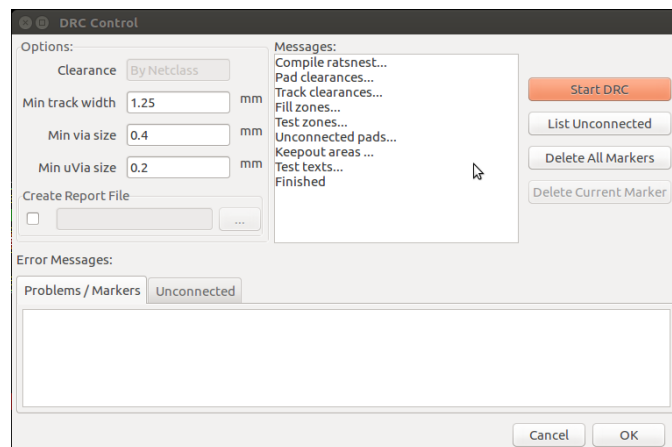 DRC Control
Options:
Clearance By Netclass
Min track width 1.25 mm
Min via size 0.4 mm
Min uVia size 0.2 mm
Create Report File
...
Messages:
Compile ratsnest...
Pad clearances...
Track clearances...
Fill zones...
Test zones...
Unconnected pads...
Keepout areas ...
Test texts...
Finished
Start DRC
List Unconnected
Delete All Markers
Delete Current Marker
Error Messages:
Problems / Markers Unconnected
Cancel OK